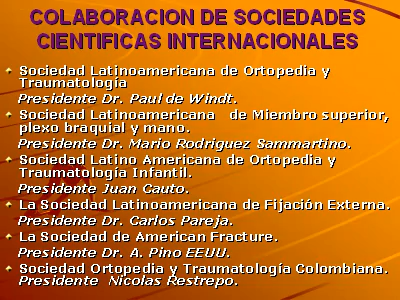 COLABORACION DE SOCIEDADES
CIENTIFICAS INTERNACIONALES
Sociedad Latinoamericana de Ortopedia y
Traumatologia
Presidente Dr. Paul de Windt.
Sociedad Latinoamericana de Miembro superior,
plexo braquial y mano.
Presidente Dr. Mario Rodriguez Sammartino.
Sociedad Latino Americana de Ortopedia y
Traumatología Infantil.
Presidente Juan Cauto.
La Sociedad Latinoamericana de Fijación Externa.
Presidente Dr. Carlos Pareja.
La Sociedad de American Fracture.
Presidente Dr. A. Pino EEUU.
Sociedad Ortopedia y Traumatología Colombiana.
Presidente Nicolas Restrepo.